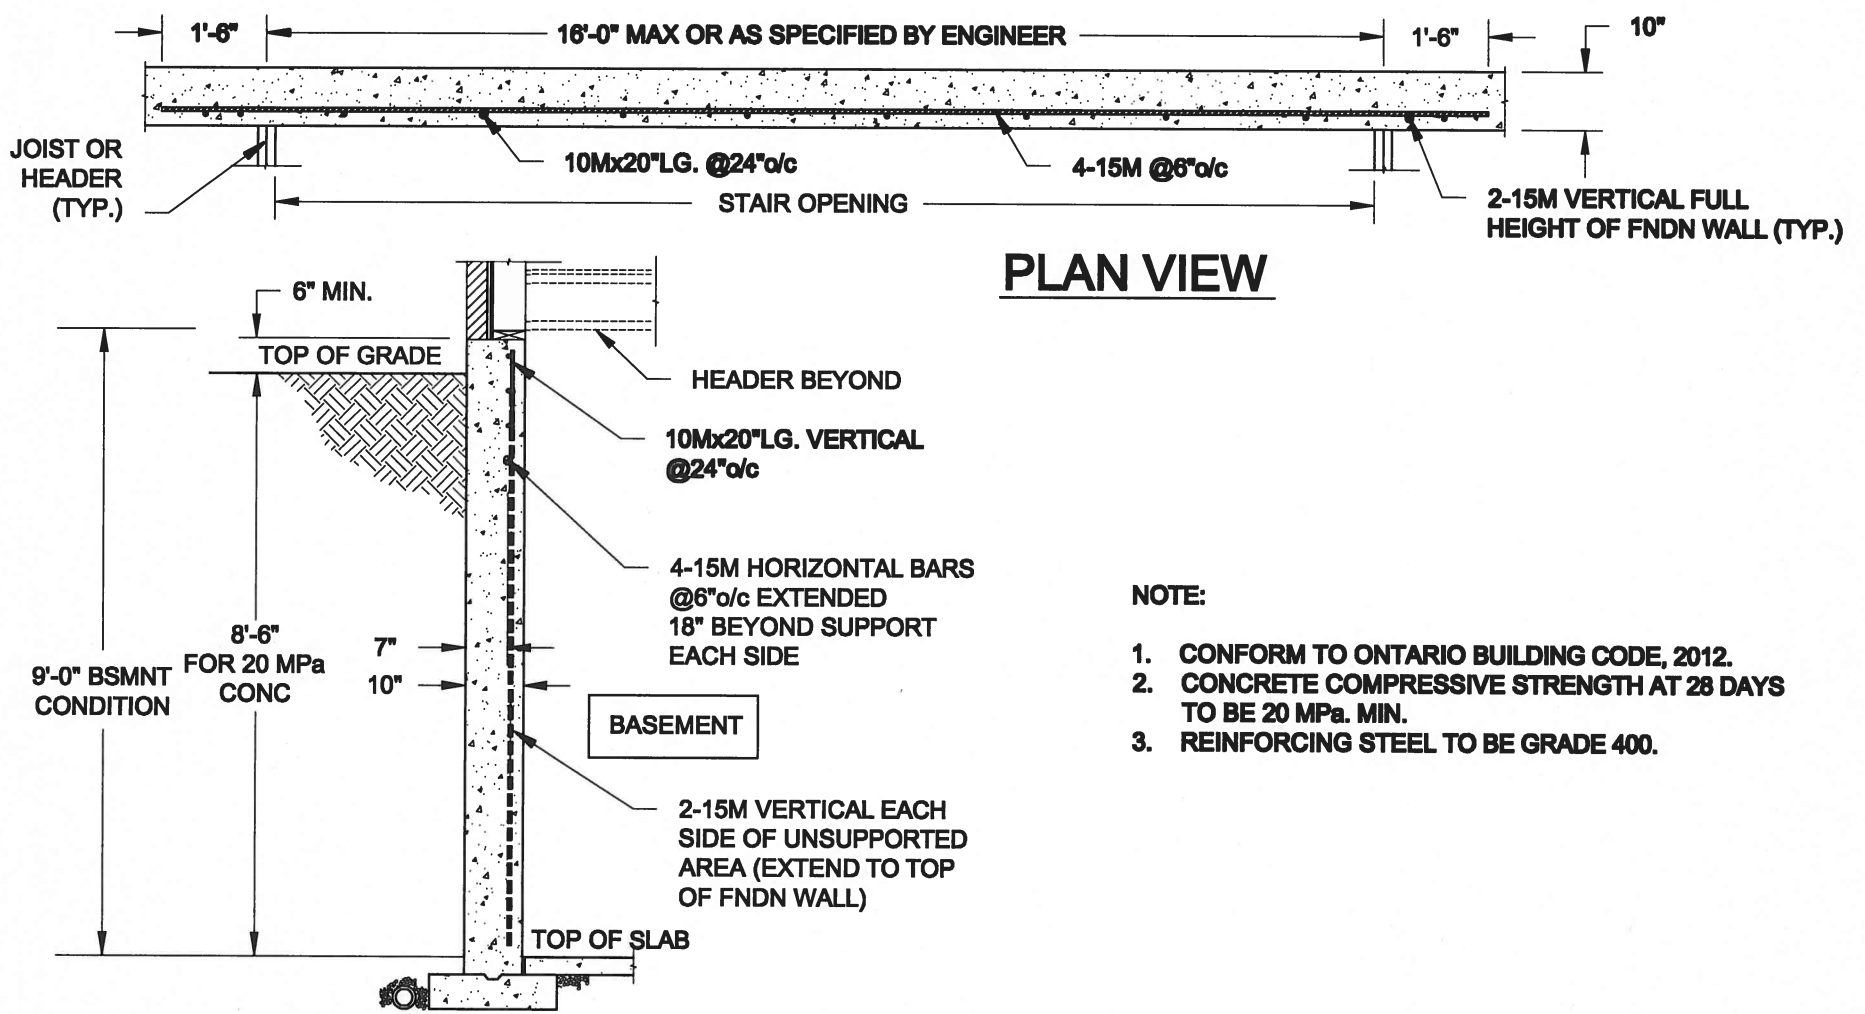 1'-6"
16'-0" MAX OR AS SPECIFIED BY ENGINEER
1'-6"
10"
JOIST OR
HEADER
(TYP.)
10Mx20"LG. @24"o/c
4-15M @6"o/c
STAIR OPENING
2-15M VERTICAL FULL
HEIGHT OF FNDN WALL (TYP.)
PLAN VIEW
6" MIN.
TOP OF GRADE
HEADER BEYOND
10Mx20"LG. VERTICAL
@24"o/c
4-15M HORIZONTAL BARS
@6"o/c EXTENDED
18" BEYOND SUPPORT
EACH SIDE
9'-0" BSMNT
CONDITION
8'-6"
FOR 20 MPa
CONC
7"
10"
BASEMENT
2-15M VERTICAL EACH
SIDE OF UNSUPPORTED
AREA (EXTEND TO TOP
OF FNDN WALL)
TOP OF SLAB
NOTE:
1. CONFORM TO ONTARIO BUILDING CODE, 2012.
2. CONCRETE COMPRESSIVE STRENGTH AT 28 DAYS
TO BE 20 MPa. MIN.
3. REINFORCING STEEL TO BE GRADE 400.